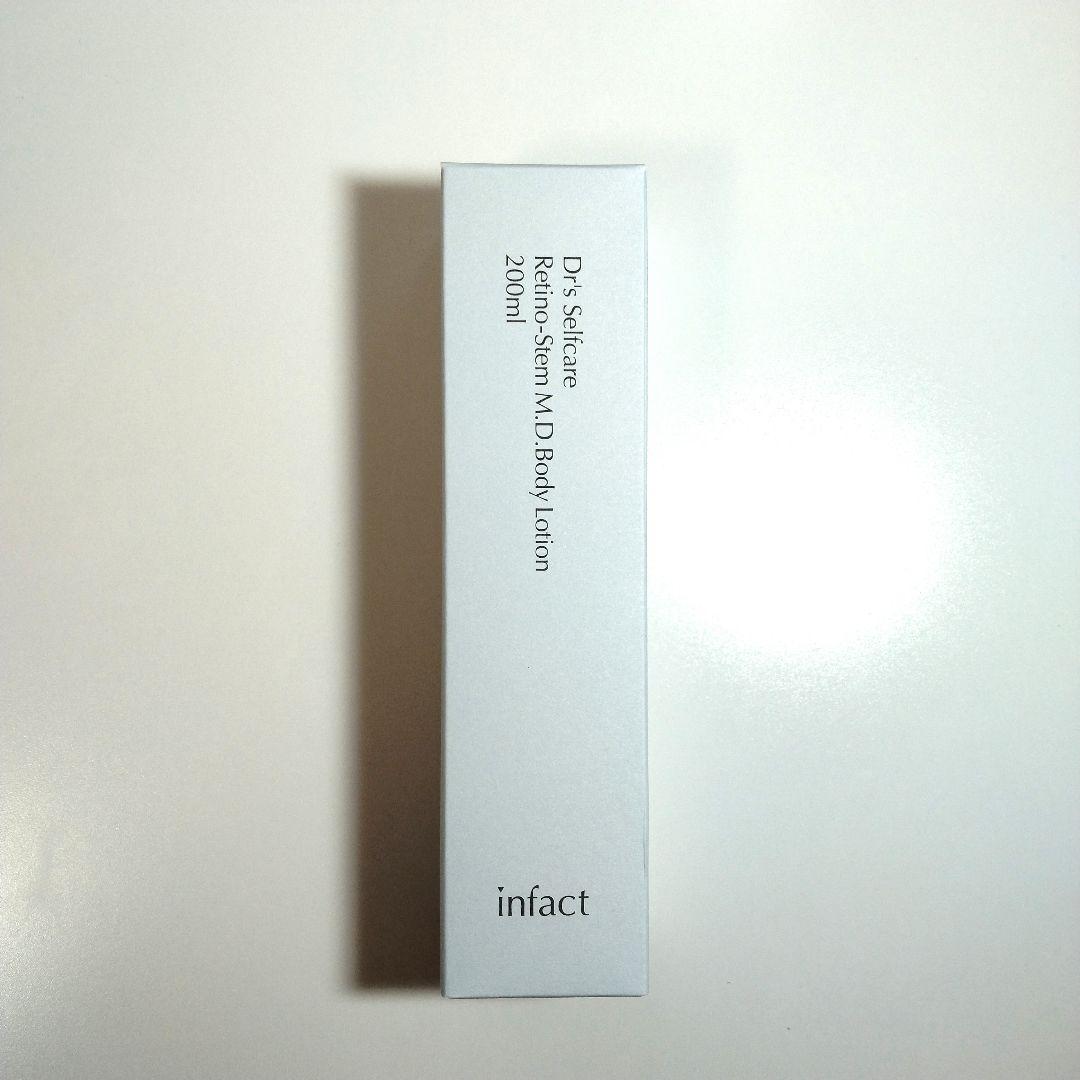 Dr's Selfcare
Retino-Stem M.D.Body Lotion
200ml
infact